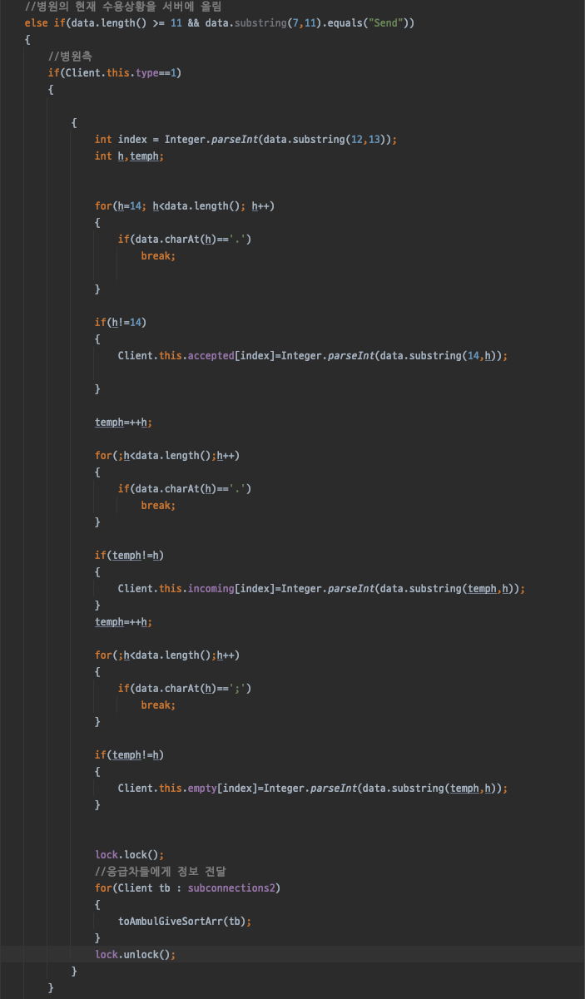 //병원의 현재 수용상황을 서버에 올림
else if(data.length() >= 11 && data.substring(7,11).equals("Send"))
{
//병원측
if(Client.this.type==1)
{
{
int index = Integer.parseInt(data.substring(12,13));
int h,temph;
for(h=14; h<data.length(); h++)
{
if(data.charAt(h)=='.')
break;
}
if(h!=14)
{
Client.this.accepted[index]=Integer.parseInt(data.substring(14,h));
}
temph=++h;
for(;h<data.length();h++)
{
if(data.charAt(h)=='.')
break;
}
if(temph!=h)
{
Client.this.incoming[index]=Integer.parseInt(data.substring(temph,h));
}
temph=++h;
for(;h<data.length();h++)
{
if(data.charAt(h)==';')
break;
}
if(temph!=h)
{
Client.this.empty[index]=Integer.parseInt(data.substring(temph,h));
}
lock.lock();
//응급차들에게 정보 전달
for(Client tb : subconnections2)
{
toAmbulGiveSortArr(tb);
}
lock.unlock();
}
}